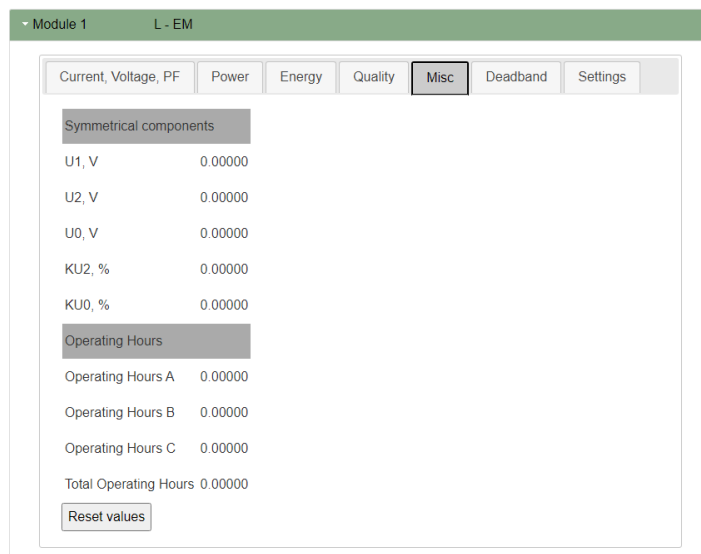 Module 1 L - EM
Current, Voltage, PF Power Energy Quality Misc Deadband Settings
Symmetrical components
U1, V 0.00000
U2, V 0.00000
U0, V 0.00000
KU2, % 0.00000
KU0, % 0.00000
Operating Hours
Operating Hours A 0.00000
Operating Hours B 0.00000
Operating Hours C 0.00000
Total Operating Hours 0.00000
Reset values